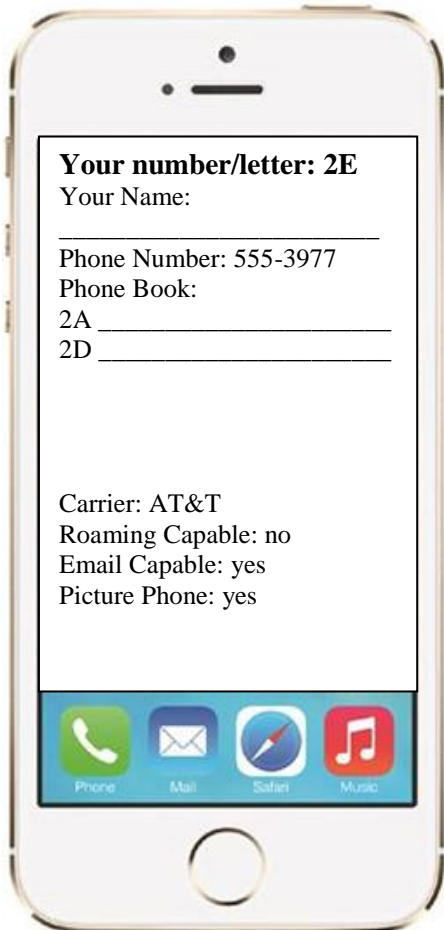 Your number/letter: 2E
Your Name:
________________________
Phone Number: 555-3977
Phone Book:
2A ______________________
2D ______________________
Carrier: AT&T
Roaming Capable: no
Email Capable: yes
Picture Phone: yes
Phone Mail Safari Music